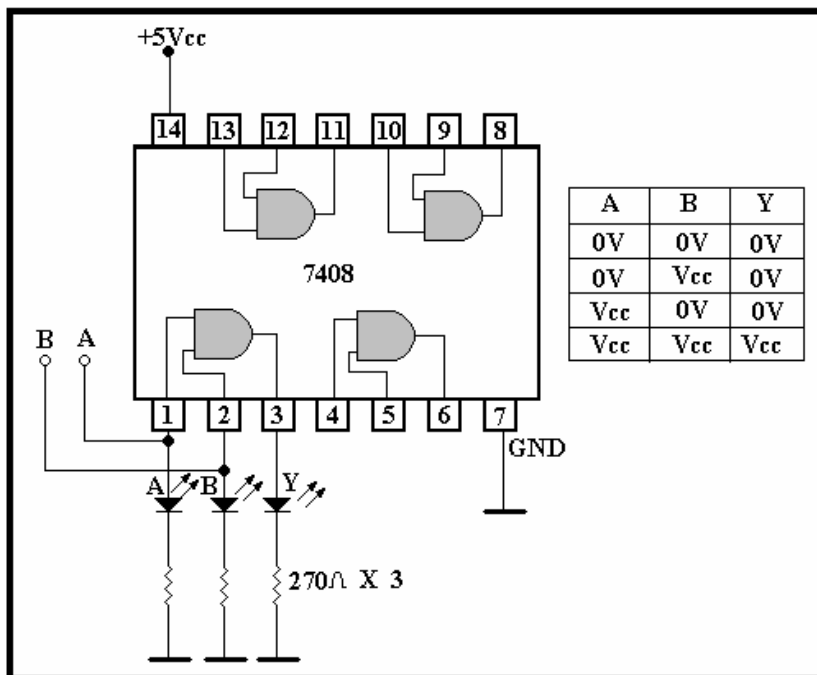 +5Vcc
14 13 12 11 10 9 8
7408
B A
1 2 3 4 5 6 7
GND
A B Y
270Ω X 3
A B Y
0V 0V 0V
0V Vcc 0V
Vcc 0V 0V
Vcc Vcc Vcc